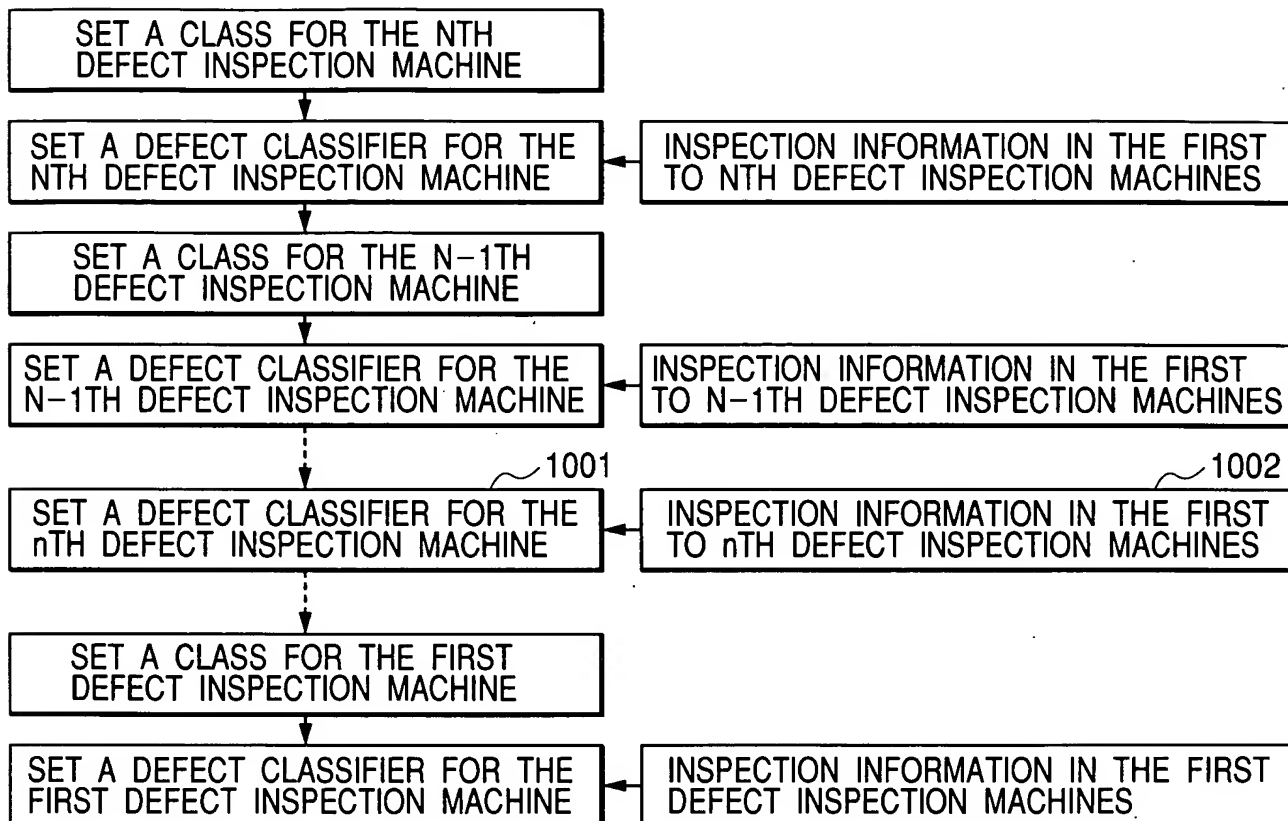 SET A CLASS FOR THE NTH
DEFECT INSPECTION MACHINE
SET A DEFECT CLASSIFIER FOR THE
NTH DEFECT INSPECTION MACHINE
INSPECTION INFORMATION IN THE FIRST
TO NTH DEFECT INSPECTION MACHINES
SET A CLASS FOR THE N-1TH
DEFECT INSPECTION MACHINE
SET A DEFECT CLASSIFIER FOR THE
N-1TH DEFECT INSPECTION MACHINE
INSPECTION INFORMATION IN THE FIRST
TO N-1TH DEFECT INSPECTION MACHINES
1001
1002
SET A DEFECT CLASSIFIER FOR THE
nTH DEFECT INSPECTION MACHINE
INSPECTION INFORMATION IN THE FIRST
TO nTH DEFECT INSPECTION MACHINES
SET A CLASS FOR THE FIRST
DEFECT INSPECTION MACHINE
SET A DEFECT CLASSIFIER FOR THE
FIRST DEFECT INSPECTION MACHINE
INSPECTION INFORMATION IN THE FIRST
DEFECT INSPECTION MACHINES